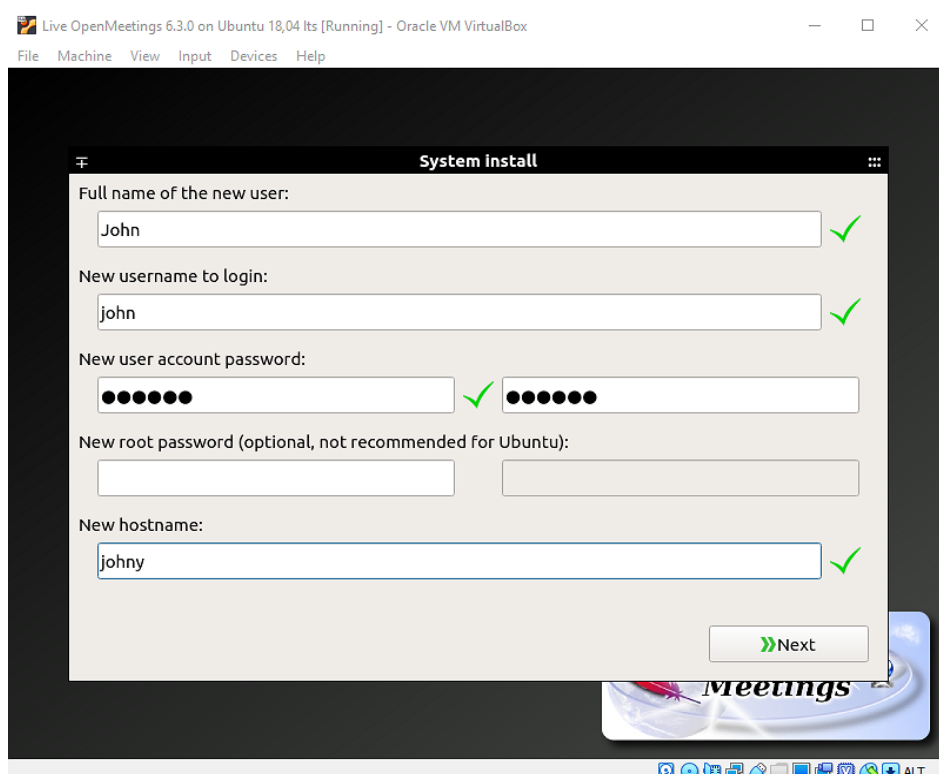 Live OpenMeetings 6.3.0 on Ubuntu 18,04 lts [Running] - Oracle VM VirtualBox
File Machine View Input Devices Help
System install
Full name of the new user:
John
New username to login:
john
New user account password:
●●●●●● ●●●●●●
New root password (optional, not recommended for Ubuntu):
New hostname:
johny
Next
Meetings
ALT